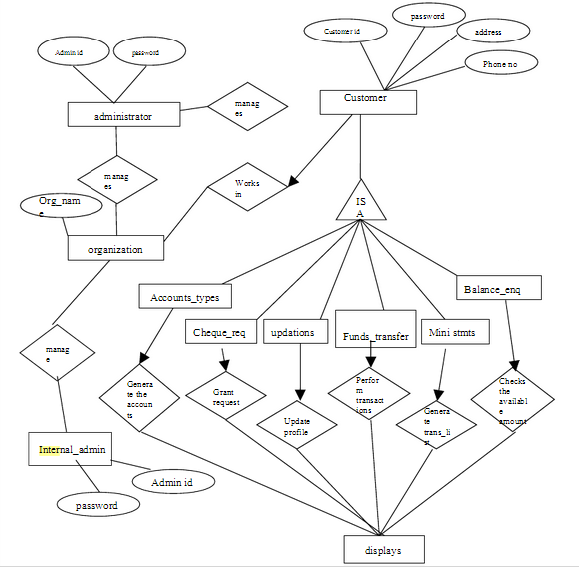 password
Customer id
address
Admin id
password
Phone no
Customer
manag
es
administrator
manag
es
Works
in
Org_nam
e
IS
A
organization
Balance_enq
Accounts_types
Cheque_req
updations
Funds_transfer
Mini stmts
manag
e
Genera
te the
accoun
ts
Grant
request
Perfor
m
transact
ions
Checks
the
availabl
e
amount
Update
profile
Genera
te
trans_li
st
Internal_admin
Admin id
password
displays